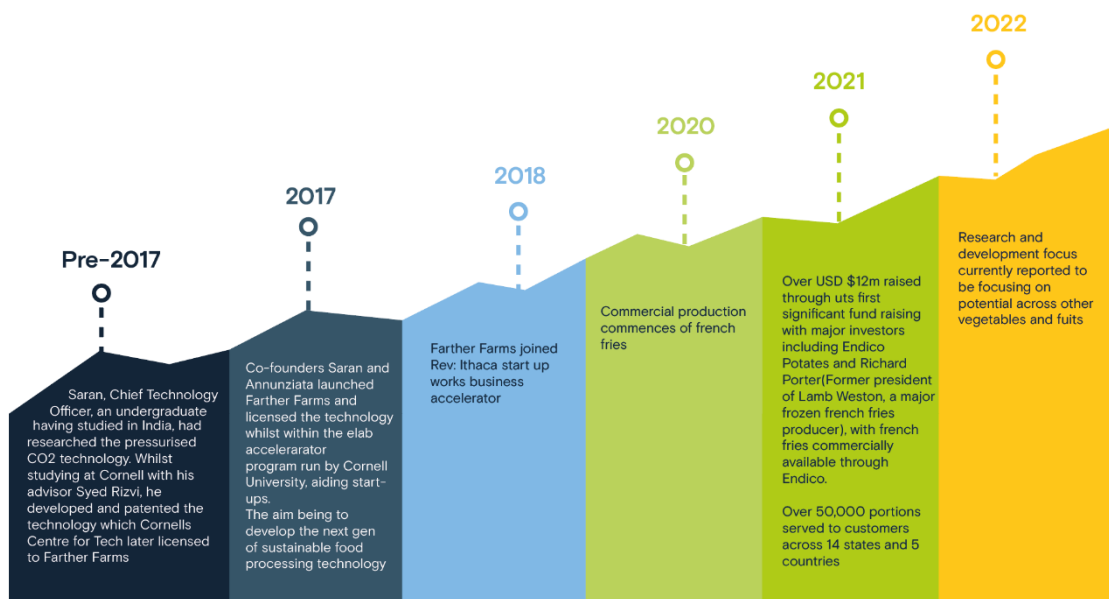 Pre-2017
Saran, Chief Technology
Officer, an undergraduate
having studied in India, had
researched the pressurised
CO2 technology. Whilst
studying at Cornell with his
advisor Syed Rizvi, he
developed and patented the
technology which Cornells
Centre for Tech later licensed
to Farther Farms
2017
Co-founders Saran and
Annunziata launched
Farther Farms and
licensed the technology
whilst within the elab
accelerarator
program run by Cornell
University, aiding start-
ups.
The aim being to
develop the next gen
of sustainable food
processing technology
2018
Farther Farms joined
Rev: Ithaca start up
works business
accelerator
2020
Commercial production
commences of french
fries
2021
Over USD $12m raised
through uts first
significant fund raising
with major investors
including Endico
Potates and Richard
Porter(Former president
of Lamb Weston, a major
frozen french fries
producer), with french
fries commercially
available through
Endico.
Over 50,000 portions
served to customers
across 14 states and 5
countries
2022
Research and
development focus
currently reported to
be focusing on
potential across other
vegetables and fuits